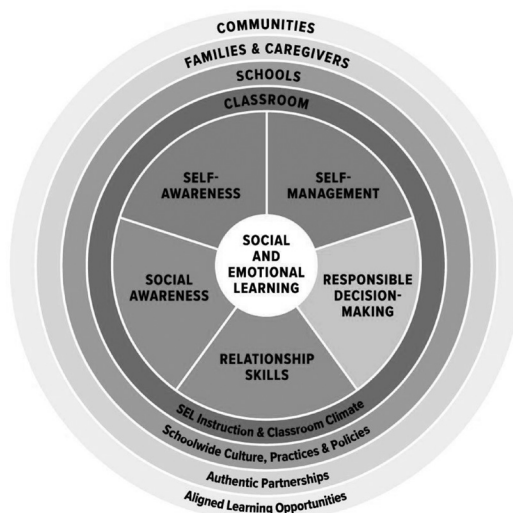 COMMUNITIES
FAMILIES & CAREGIVERS
SCHOOLS
CLASSROOM
SELF-
AWARENESS
SELF-
MANAGEMENT
SOCIAL
AND
EMOTIONAL
LEARNING
SOCIAL
AWARENESS
RESPONSIBLE
DECISION-
MAKING
RELATIONSHIP
SKILLS
SEL Instruction & Classroom Climate
Schoolwide Culture, Practices & Policies
Authentic Partnerships
Aligned Learning Opportunities